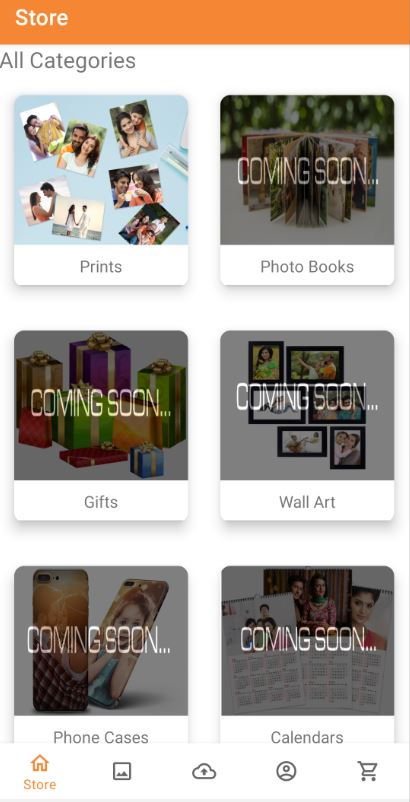 Store
All Categories
COMING SOON...
Prints
Photo Books
COMING SOON...
COMING SOON...
Gifts
Wall Art
COMING SOON...
COMING SOON...
Phone Cases
Calendars
Store